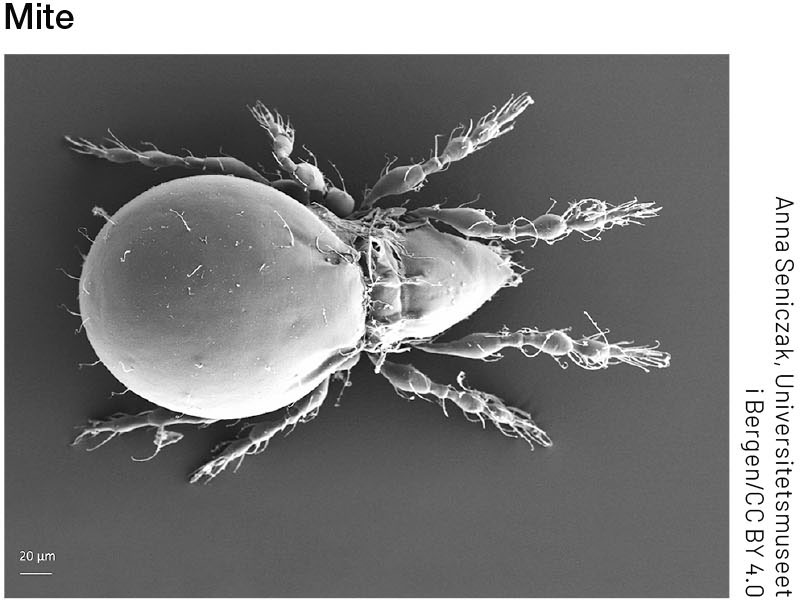 Mite
20 µm
Anna Seniczak, Universitetsmuseet
i Bergen/CC BY 4.0